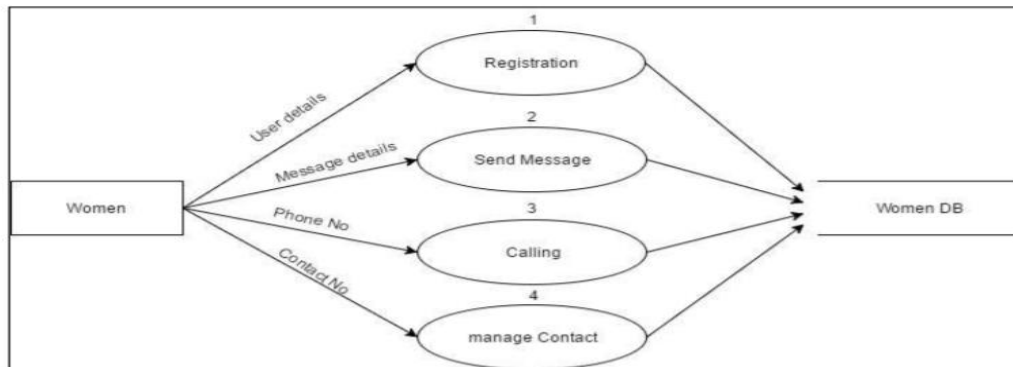 1
Registration
User details
2
Send Message
Message details
Women
Women DB
3
Phone No
Calling
Contact No
4
manage Contact